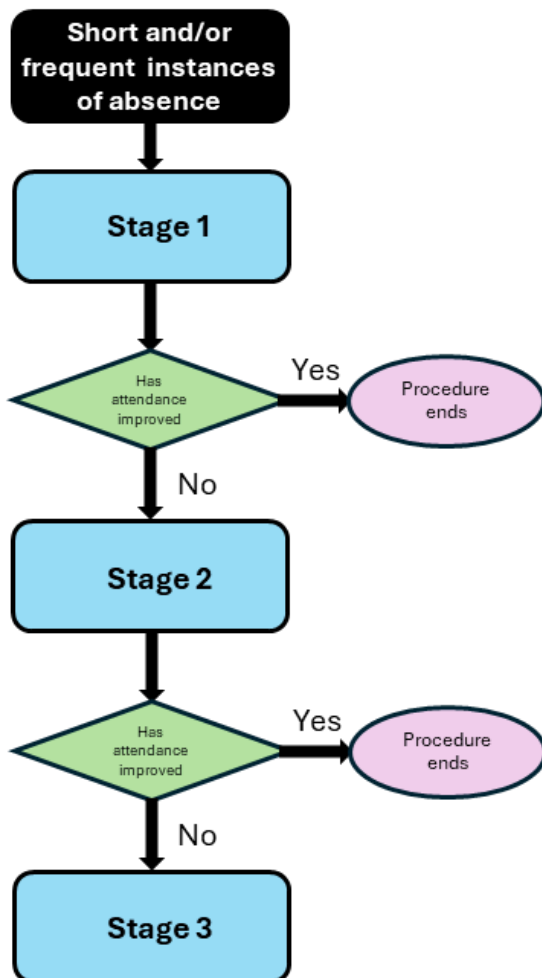 Short and/or
frequent instances
of absence
Stage 1
Has
attendance
improved
Yes
Procedure
ends
No
Stage 2
Has
attendance
improved
Yes
Procedure
ends
No
Stage 3